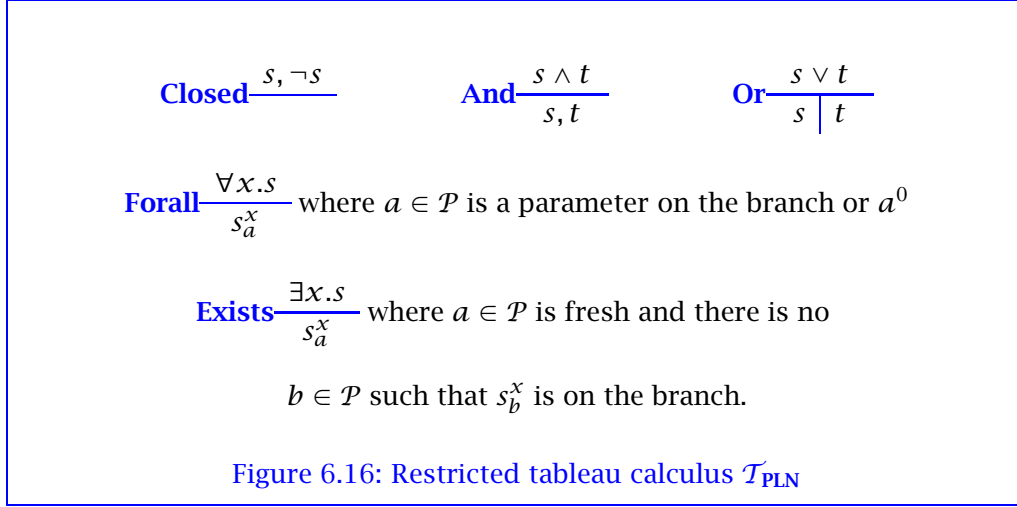 Closed s, ¬s And s ∧ t / s, t Or s ∨ t / s | t
Forall ∀x.s / s^x_a where a ∈ 𝒫 is a parameter on the branch or a^0
Exists ∃x.s / s^x_a where a ∈ 𝒫 is fresh and there is no
b ∈ 𝒫 such that s^x_b is on the branch.
Figure 6.16: Restricted tableau calculus 𝒯_PLN